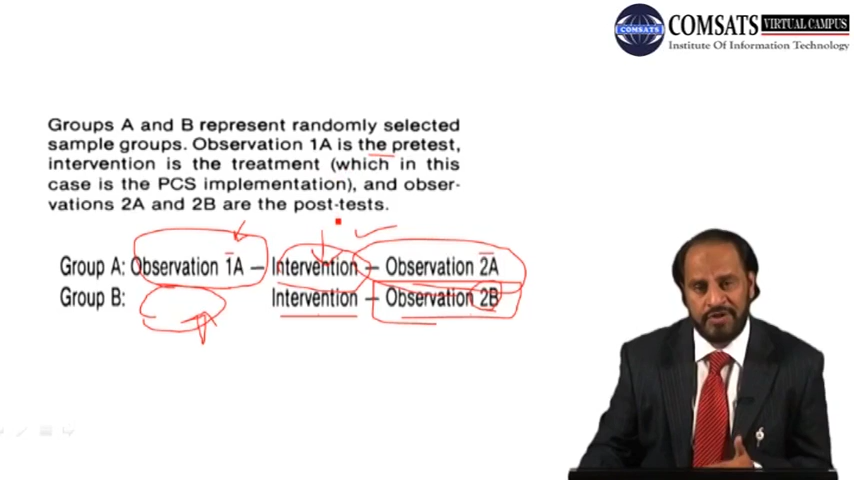 COMSATS
COMSATS VIRTUAL CAMPUS
Institute Of Information Technology
Groups A and B represent randomly selected
sample groups. Observation 1A is the pretest,
intervention is the treatment (which in this
case is the PCS implementation), and obser-
vations 2A and 2B are the post-tests.
Group A: Observation 1A – Intervention – Observation 2A
Group B: Intervention – Observation 2B